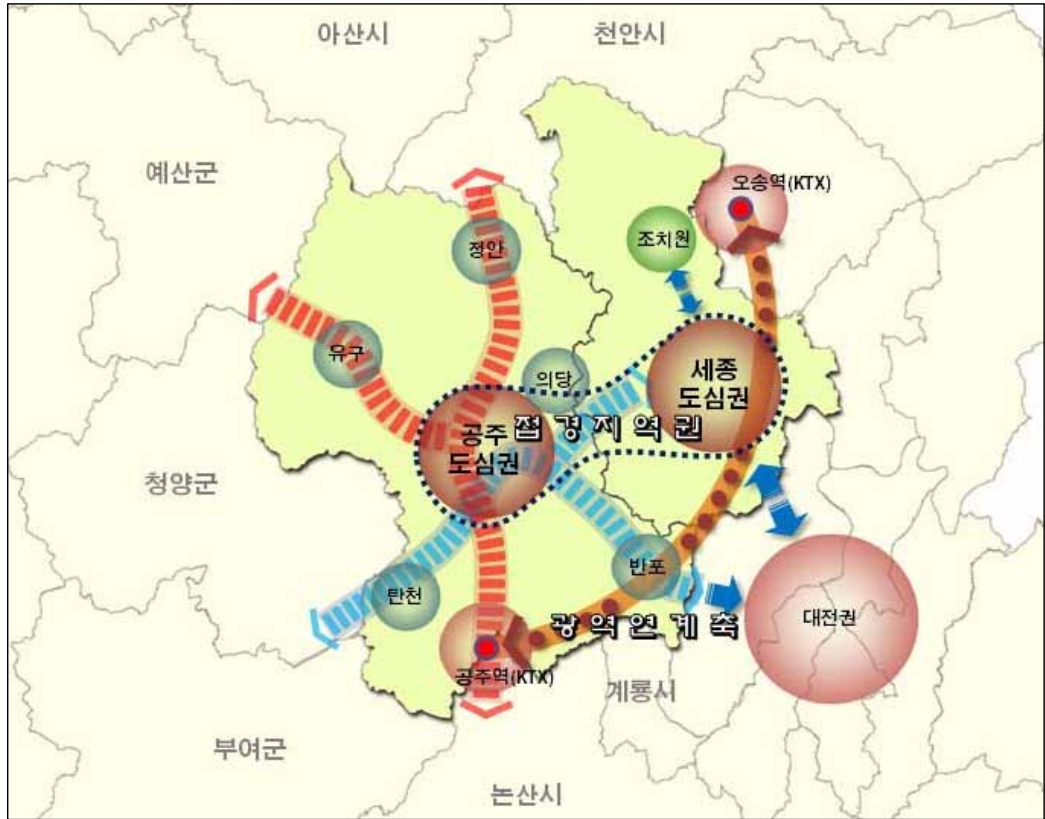 아산시
천안시
예산군
오송역(KTX)
정안
조치원
유구
의당
세종
도심권
공주
도심권
접경지역권
청양군
반포
탄천
대전권
광역연계축
공주역(KTX)
계룡시
부여군
논산시